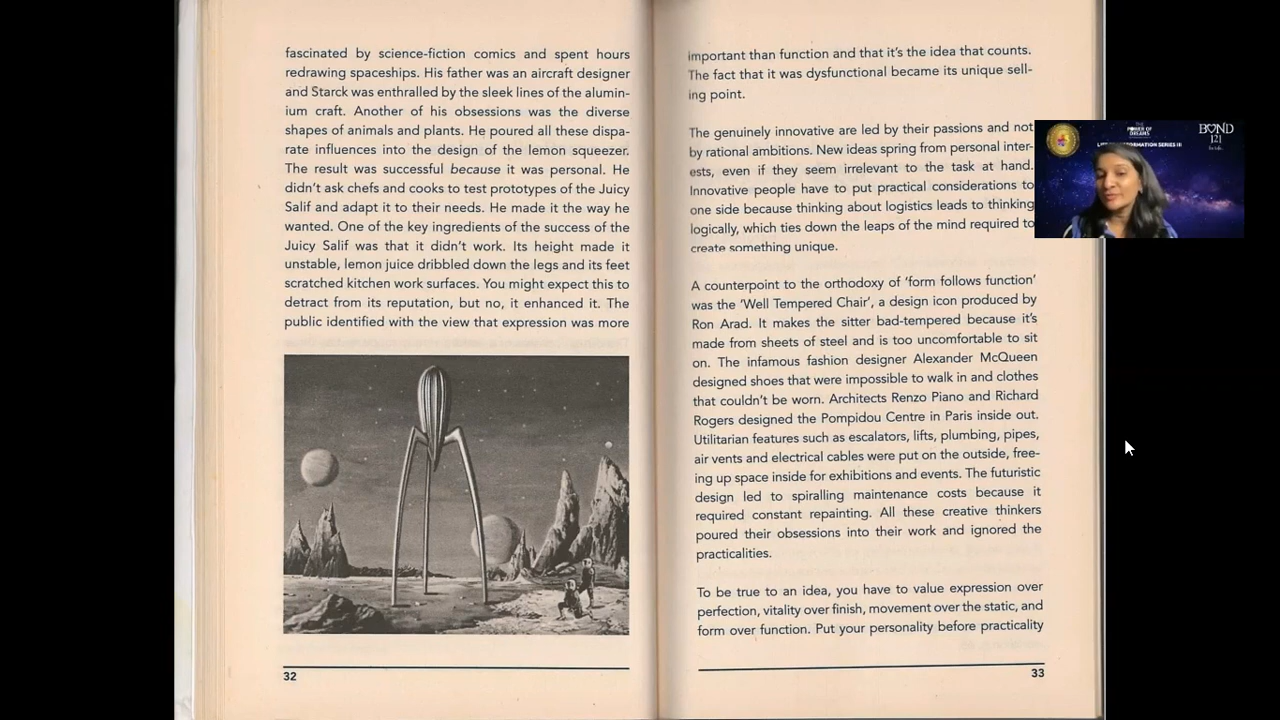 fascinated by science-fiction comics and spent hours
redrawing spaceships. His father was an aircraft designer
and Starck was enthralled by the sleek lines of the alumin-
ium craft. Another of his obsessions was the diverse
shapes of animals and plants. He poured all these dispa-
rate influences into the design of the lemon squeezer.
The result was successful because it was personal. He
didn't ask chefs and cooks to test prototypes of the Juicy
Salif and adapt it to their needs. He made it the way he
wanted. One of the key ingredients of the success of the
Juicy Salif was that it didn't work. Its height made it
unstable, lemon juice dribbled down the legs and its feet
scratched kitchen work surfaces. You might expect this to
detract from its reputation, but no, it enhanced it. The
public identified with the view that expression was more
32
important than function and that it's the idea that counts.
The fact that it was dysfunctional became its unique sell-
ing point.
The genuinely innovative are led by their passions and not
by rational ambitions. New ideas spring from personal inter-
ests, even if they seem irrelevant to the task at hand.
Innovative people have to put practical considerations to
one side because thinking about logistics leads to thinking
logically, which ties down the leaps of the mind required to
create something unique.
A counterpoint to the orthodoxy of 'form follows function'
was the 'Well Tempered Chair', a design icon produced by
Ron Arad. It makes the sitter bad-tempered because it's
made from sheets of steel and is too uncomfortable to sit
on. The infamous fashion designer Alexander McQueen
designed shoes that were impossible to walk in and clothes
that couldn't be worn. Architects Renzo Piano and Richard
Rogers designed the Pompidou Centre in Paris inside out.
Utilitarian features such as escalators, lifts, plumbing, pipes,
air vents and electrical cables were put on the outside, free-
ing up space inside for exhibitions and events. The futuristic
design led to spiralling maintenance costs because it
required constant repainting. All these creative thinkers
poured their obsessions into their work and ignored the
practicalities.
To be true to an idea, you have to value expression over
perfection, vitality over finish, movement over the static, and
form over function. Put your personality before practicality
33
THE
POWER OF
DREAMS
BOND
121
SERIES III